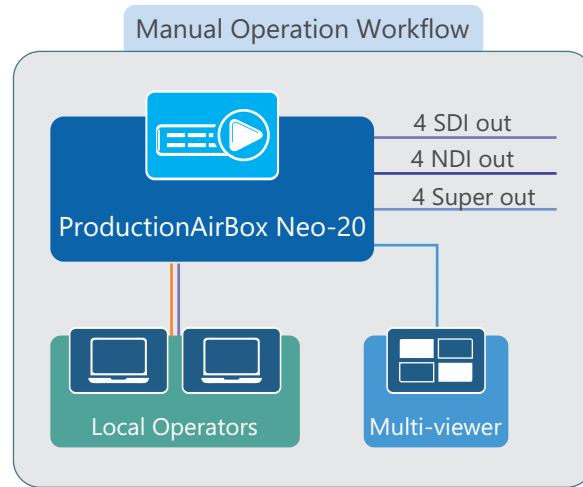 Manual Operation Workflow
4 SDI out
4 NDI out
4 Super out
ProductionAirBox Neo-20
Local Operators
Multi-viewer